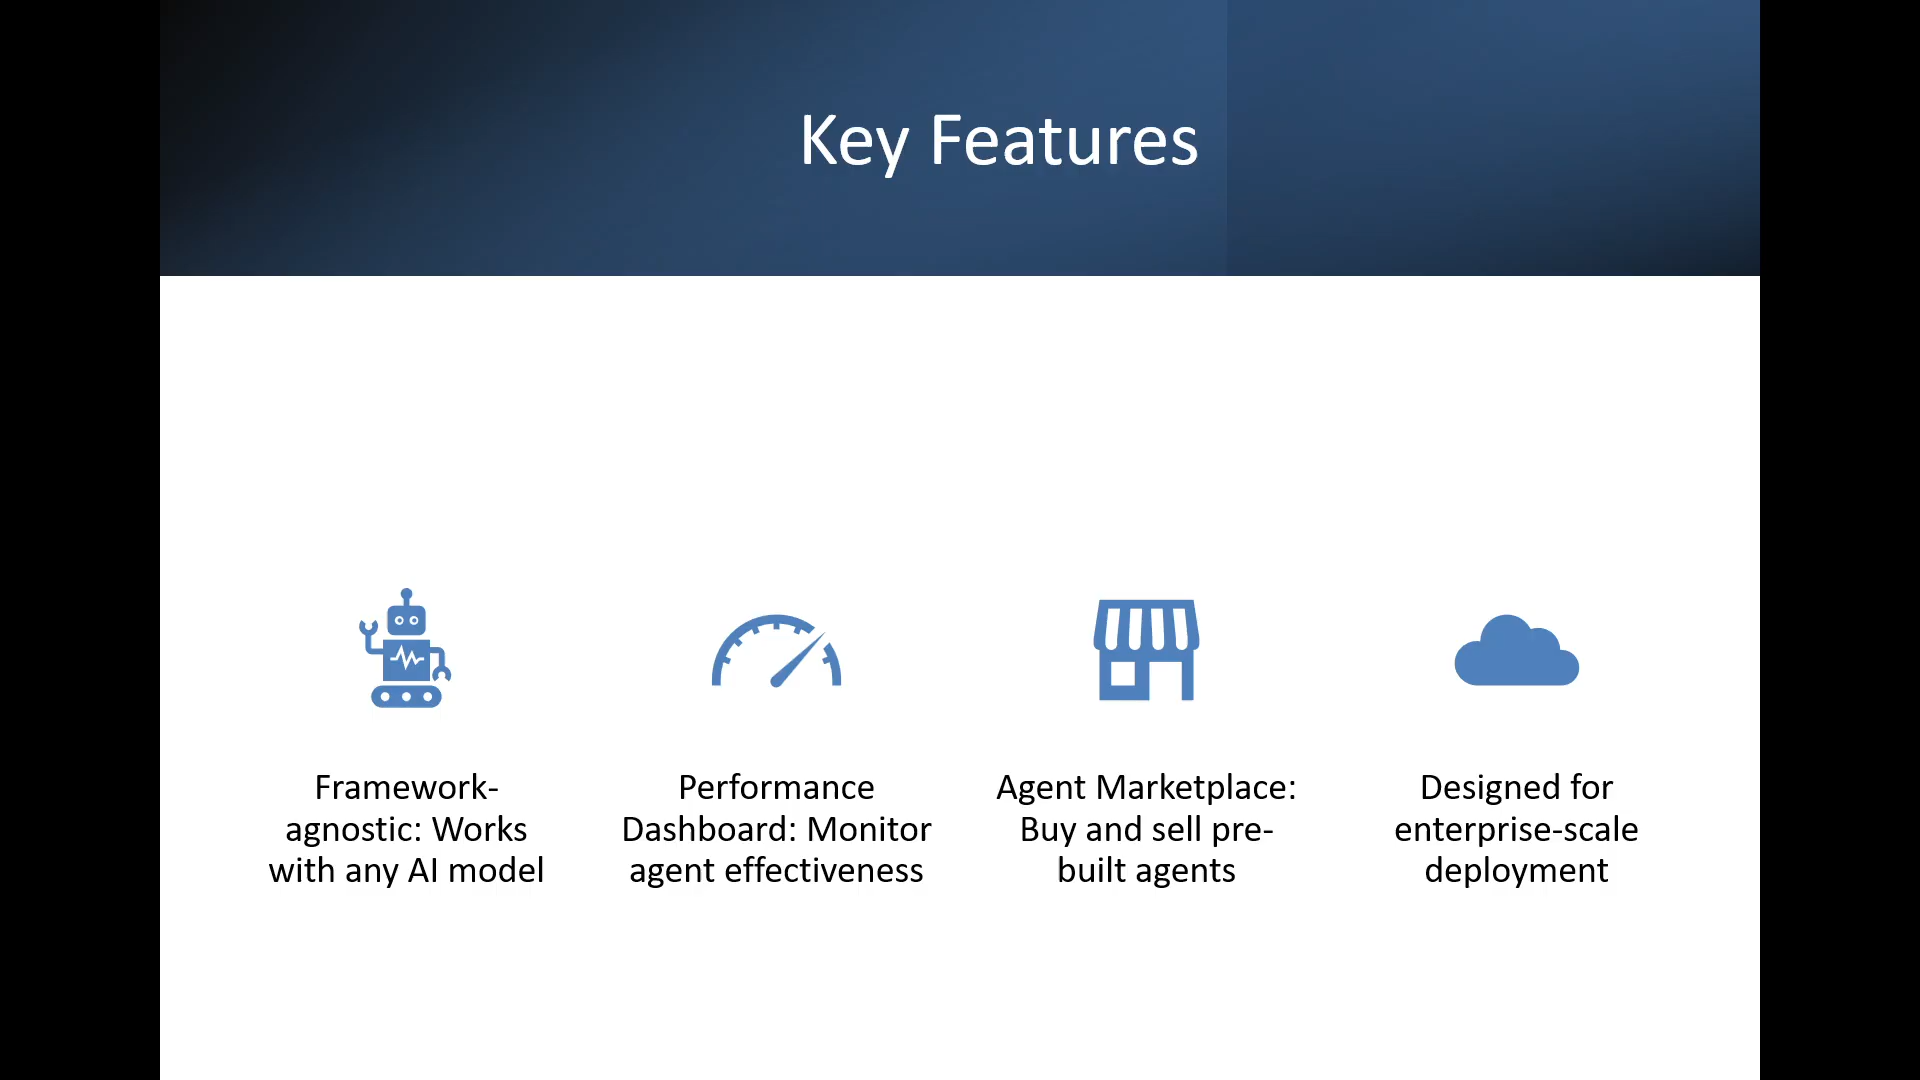 Key Features
Framework-
agnostic: Works
with any AI model
Performance
Dashboard: Monitor
agent effectiveness
Agent Marketplace:
Buy and sell pre-
built agents
Designed for
enterprise-scale
deployment